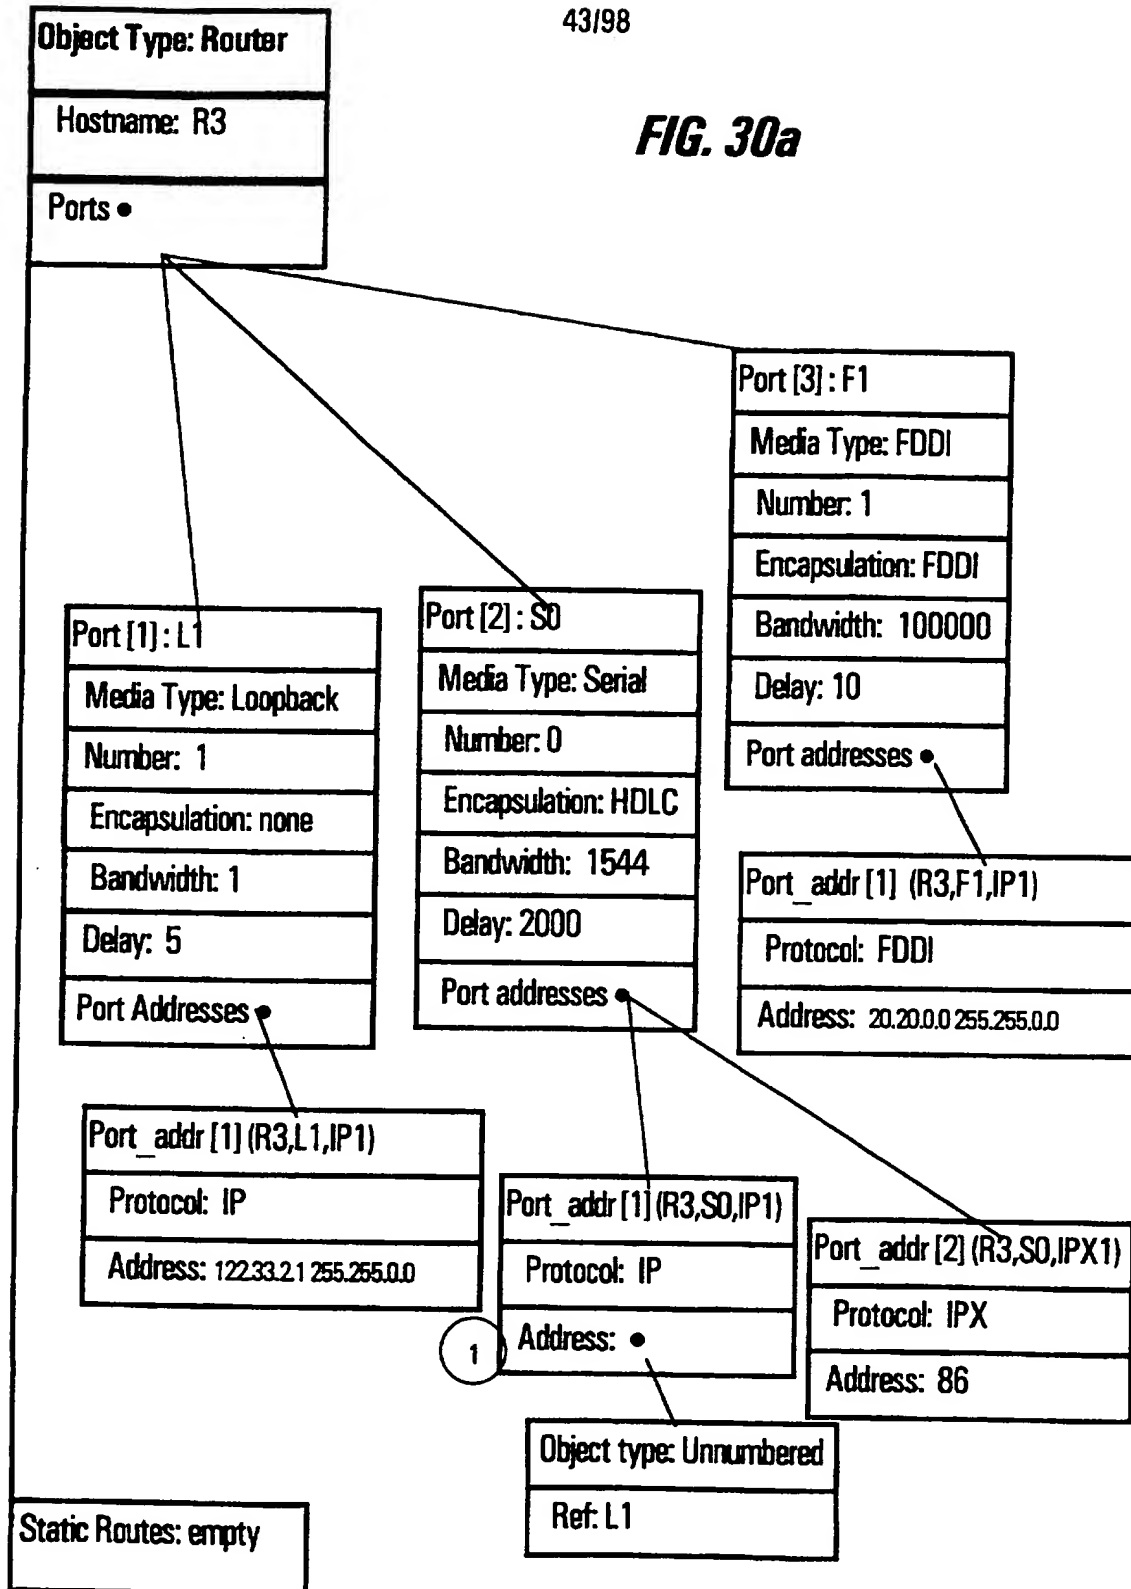 43/98
FIG. 30a
Object Type: Router
Hostname: R3
Ports •
Port [1] : L1
Media Type: Loopback
Number: 1
Encapsulation: none
Bandwidth: 1
Delay: 5
Port Addresses •
Port [2] : S0
Media Type: Serial
Number: 0
Encapsulation: HDLC
Bandwidth: 1544
Delay: 2000
Port addresses •
Port [3] : F1
Media Type: FDDI
Number: 1
Encapsulation: FDDI
Bandwidth: 100000
Delay: 10
Port addresses •
Port_addr [1] (R3,F1,IP1)
Protocol: FDDI
Address: 20.20.0.0 255.255.0.0
Port_addr [1] (R3,L1,IP1)
Protocol: IP
Address: 122.33.2.1 255.255.0.0
Port_addr [1] (R3,S0,IP1)
Protocol: IP
Address: •
1
Port_addr [2] (R3,S0,IPX1)
Protocol: IPX
Address: 86
Object type: Unnumbered
Ref: L1
Static Routes: empty